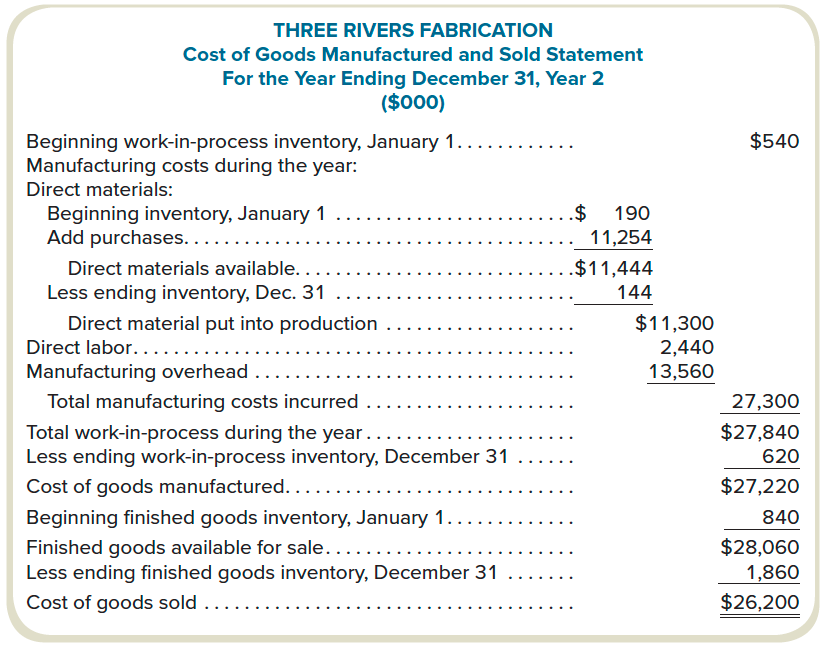 THREE RIVERS FABRICATION
Cost of Goods Manufactured and Sold Statement
For the Year Ending December 31, Year 2
($000)
Beginning work-in-process inventory, January 1. . . . . . . . . . . . $540
Manufacturing costs during the year:
Direct materials:
Beginning inventory, January 1 . . . . . . . . . . . . . . . . . . . . . . . .$ 190
Add purchases. . . . . . . . . . . . . . . . . . . . . . . . . . . . . . . . . . . . . . . 11,254
Direct materials available. . . . . . . . . . . . . . . . . . . . . . . . . . . .$11,444
Less ending inventory, Dec. 31 . . . . . . . . . . . . . . . . . . . . . . . . 144
Direct material put into production . . . . . . . . . . . . . . . . . . . $11,300
Direct labor. . . . . . . . . . . . . . . . . . . . . . . . . . . . . . . . . . . . . . . . . . . . 2,440
Manufacturing overhead . . . . . . . . . . . . . . . . . . . . . . . . . . . . . . . . 13,560
Total manufacturing costs incurred . . . . . . . . . . . . . . . . . . . . . 27,300
Total work-in-process during the year . . . . . . . . . . . . . . . . . . . . . $27,840
Less ending work-in-process inventory, December 31 . . . . . . 620
Cost of goods manufactured. . . . . . . . . . . . . . . . . . . . . . . . . . . . . $27,220
Beginning finished goods inventory, January 1. . . . . . . . . . . . . 840
Finished goods available for sale. . . . . . . . . . . . . . . . . . . . . . . . . $28,060
Less ending finished goods inventory, December 31 . . . . . . . 1,860
Cost of goods sold . . . . . . . . . . . . . . . . . . . . . . . . . . . . . . . . . . . . . $26,200